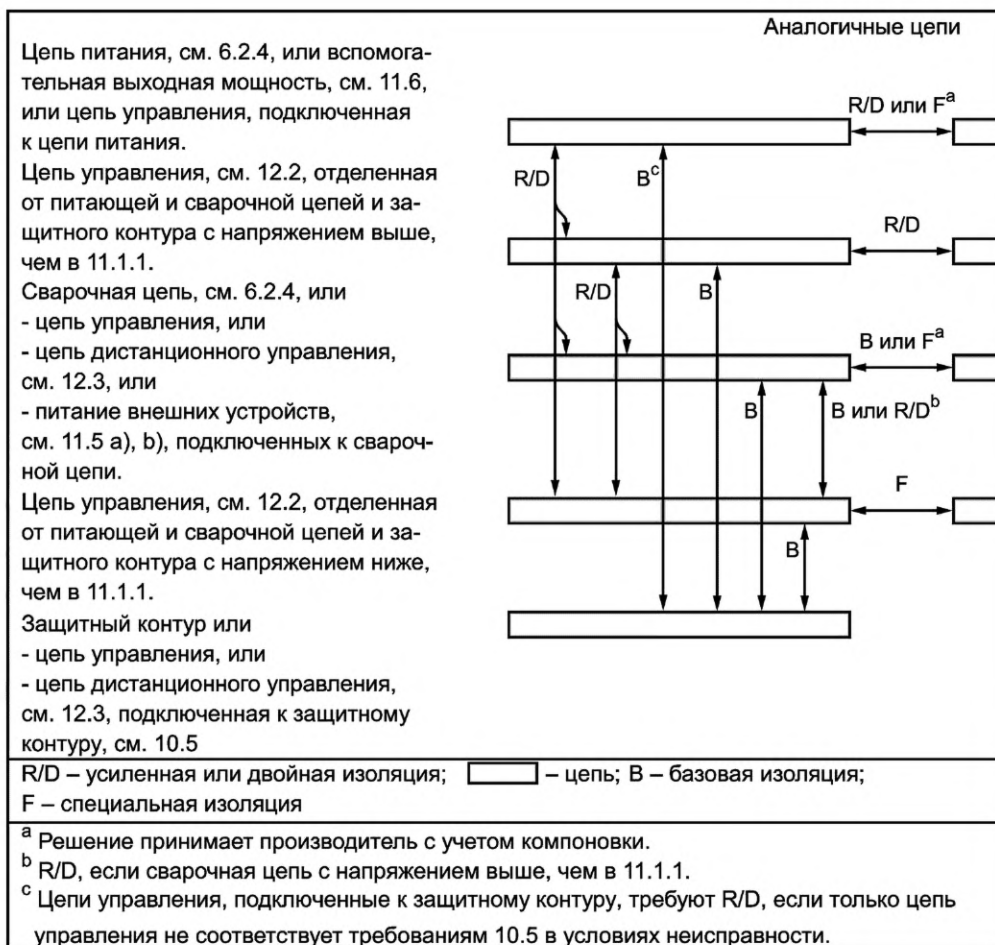 Аналогичные цепи
Цепь питания, см. 6.2.4, или вспомога-
тельная выходная мощность, см. 11.6,
или цепь управления, подключенная
к цепи питания.
Цепь управления, см. 12.2, отделенная
от питающей и сварочной цепей и за-
щитного контура с напряжением выше,
чем в 11.1.1.
Сварочная цепь, см. 6.2.4, или
- цепь управления, или
- цепь дистанционного управления,
см. 12.3, или
- питание внешних устройств,
см. 11.5 a), b), подключенных к свароч-
ной цепи.
Цепь управления, см. 12.2, отделенная
от питающей и сварочной цепей и за-
щитного контура с напряжением ниже,
чем в 11.1.1.
Защитный контур или
- цепь управления, или
- цепь дистанционного управления,
см. 12.3, подключенная к защитному
контуру, см. 10.5
R/D или F^a
R/D
B^c
R/D
R/D
B
B или F^a
B
B или R/D^b
F
B
R/D – усиленная или двойная изоляция; – цепь; B – базовая изоляция;
F – специальная изоляция
^a Решение принимает производитель с учетом компоновки.
^b R/D, если сварочная цепь с напряжением выше, чем в 11.1.1.
^c Цепи управления, подключенные к защитному контуру, требуют R/D, если только цепь
управления не соответствует требованиям 10.5 в условиях неисправности.